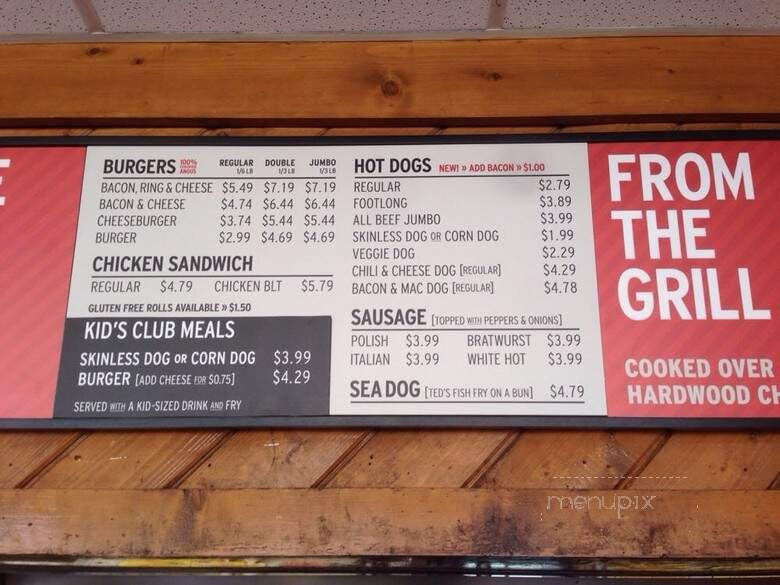 E
BURGERS 100% CERTIFIED ANGUS REGULAR 1/6 LB DOUBLE 1/3 LB JUMBO 1/3 LB
BACON, RING & CHEESE $5.49 $7.19 $7.19
BACON & CHEESE $4.74 $6.44 $6.44
CHEESEBURGER $3.74 $5.44 $5.44
BURGER $2.99 $4.69 $4.69
CHICKEN SANDWICH
REGULAR $4.79 CHICKEN BLT $5.79
GLUTEN FREE ROLLS AVAILABLE » $1.50
KID'S CLUB MEALS
SKINLESS DOG OR CORN DOG $3.99
BURGER [ADD CHEESE FOR $0.75] $4.29
SERVED WITH A KID-SIZED DRINK AND FRY
HOT DOGS NEW! » ADD BACON » $1.00
REGULAR $2.79
FOOTLONG $3.89
ALL BEEF JUMBO $3.99
SKINLESS DOG OR CORN DOG $1.99
VEGGIE DOG $2.29
CHILI & CHEESE DOG [REGULAR] $4.29
BACON & MAC DOG [REGULAR] $4.78
SAUSAGE [TOPPED WITH PEPPERS & ONIONS]
POLISH $3.99 BRATWURST $3.99
ITALIAN $3.99 WHITE HOT $3.99
SEA DOG [TED'S FISH FRY ON A BUN] $4.79
FROM
THE
GRILL
COOKED OVER
HARDWOOD CH
menupix